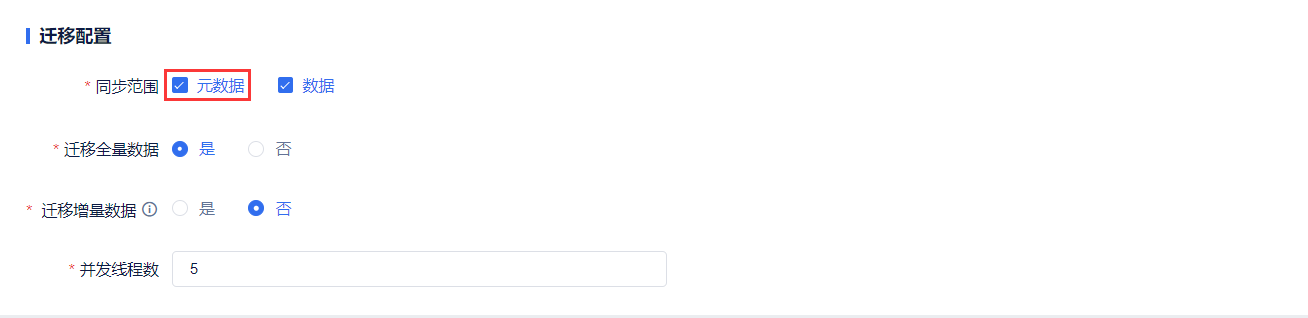 迁移配置
* 同步范围 元数据 数据
* 迁移全量数据 是 否
* 迁移增量数据 是 否
* 并发线程数 5